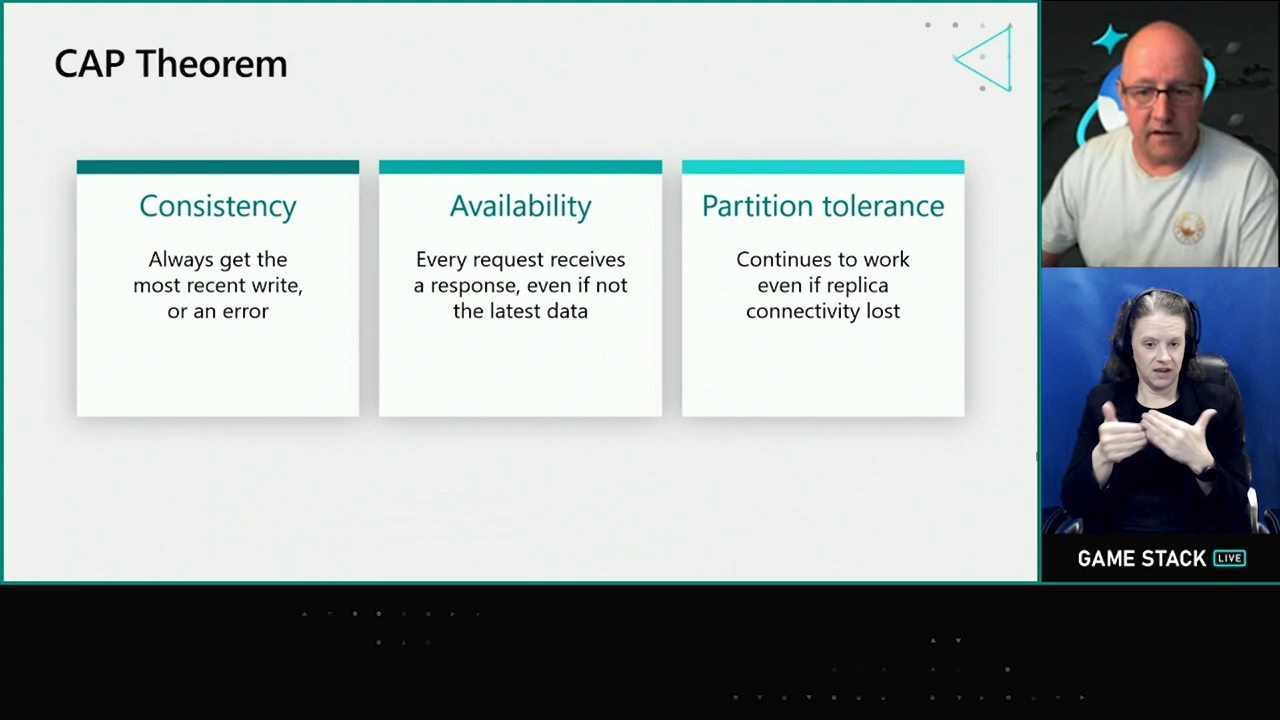 CAP Theorem
Consistency
Always get the
most recent write,
or an error
Availability
Every request receives
a response, even if not
the latest data
Partition tolerance
Continues to work
even if replica
connectivity lost
GAME STACK LIVE